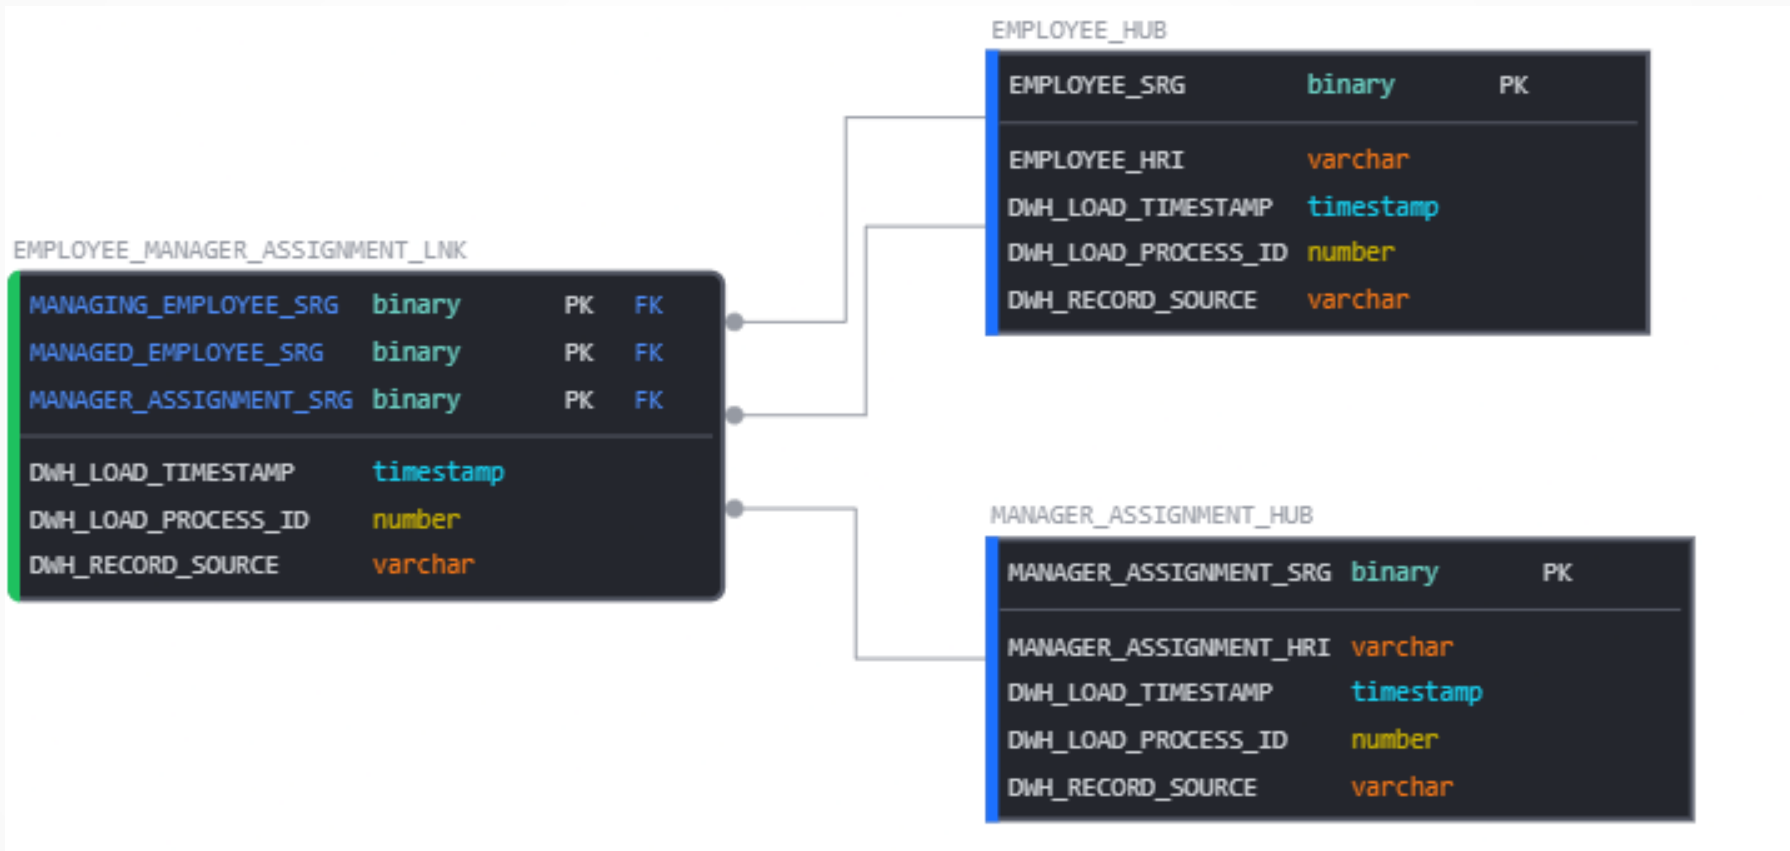 EMPLOYEE_HUB
EMPLOYEE_SRG binary PK
EMPLOYEE_HRI varchar
DWH_LOAD_TIMESTAMP timestamp
DWH_LOAD_PROCESS_ID number
DWH_RECORD_SOURCE varchar
EMPLOYEE_MANAGER_ASSIGNMENT_LNK
MANAGING_EMPLOYEE_SRG binary PK FK
MANAGED_EMPLOYEE_SRG binary PK FK
MANAGER_ASSIGNMENT_SRG binary PK FK
DWH_LOAD_TIMESTAMP timestamp
DWH_LOAD_PROCESS_ID number
DWH_RECORD_SOURCE varchar
MANAGER_ASSIGNMENT_HUB
MANAGER_ASSIGNMENT_SRG binary PK
MANAGER_ASSIGNMENT_HRI varchar
DWH_LOAD_TIMESTAMP timestamp
DWH_LOAD_PROCESS_ID number
DWH_RECORD_SOURCE varchar